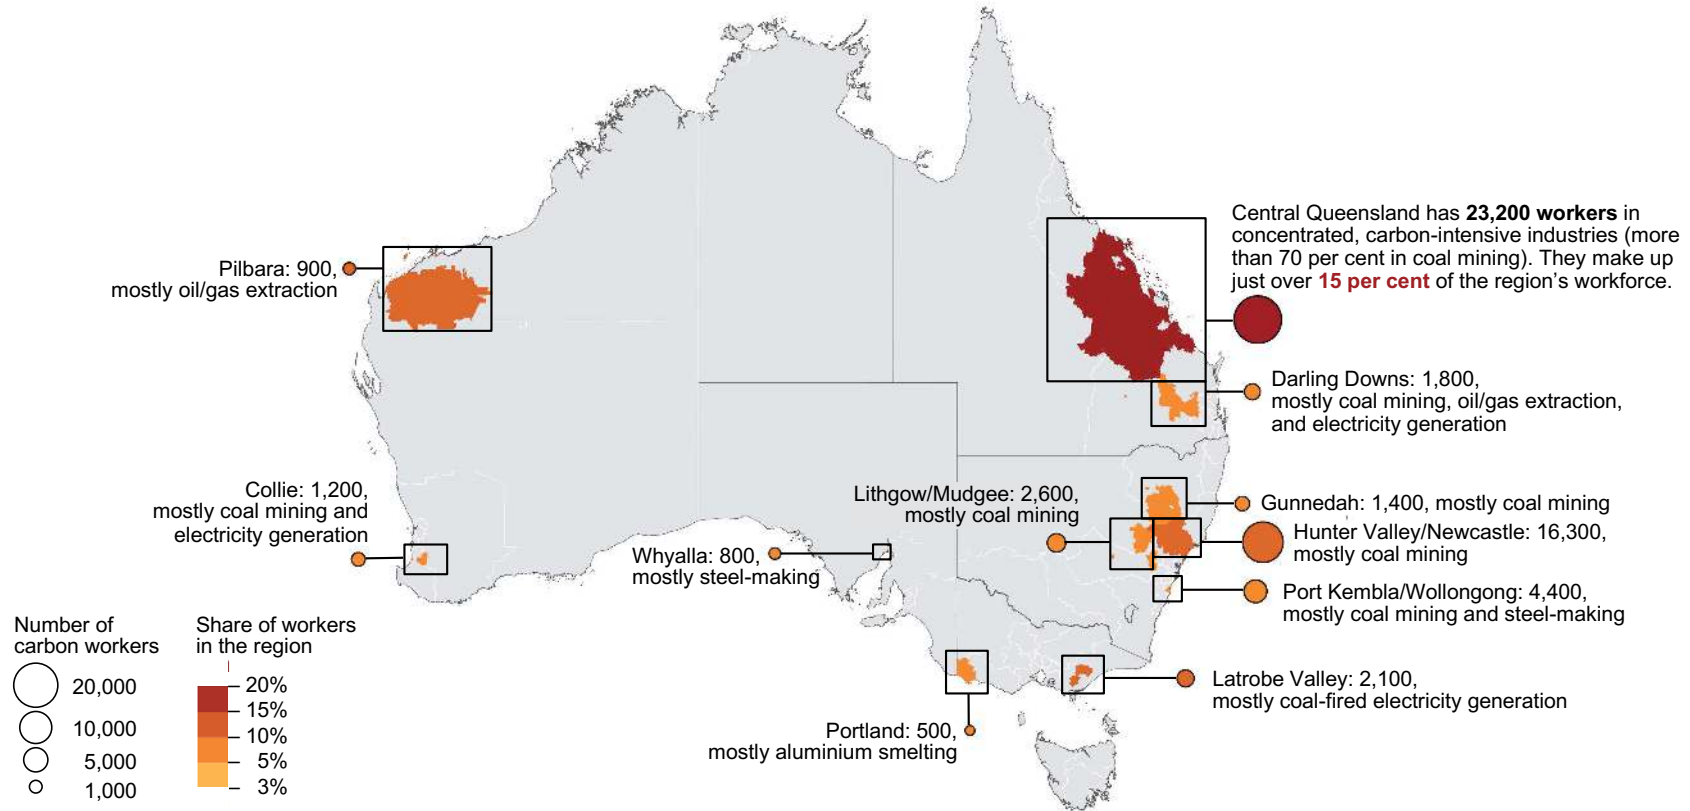 Central Queensland has 23,200 workers in
concentrated, carbon-intensive industries (more
than 70 per cent in coal mining). They make up
just over 15 per cent of the region's workforce.
Pilbara: 900,
mostly oil/gas extraction
Darling Downs: 1,800,
mostly coal mining, oil/gas extraction,
and electricity generation
Collie: 1,200,
mostly coal mining and
electricity generation
Lithgow/Mudgee: 2,600,
mostly coal mining
Gunnedah: 1,400, mostly coal mining
Hunter Valley/Newcastle: 16,300,
mostly coal mining
Whyalla: 800,
mostly steel-making
Port Kembla/Wollongong: 4,400,
mostly coal mining and steel-making
Latrobe Valley: 2,100,
mostly coal-fired electricity generation
Portland: 500,
mostly aluminium smelting
Number of
carbon workers
20,000
10,000
5,000
1,000
Share of workers
in the region
20%
15%
10%
5%
3%